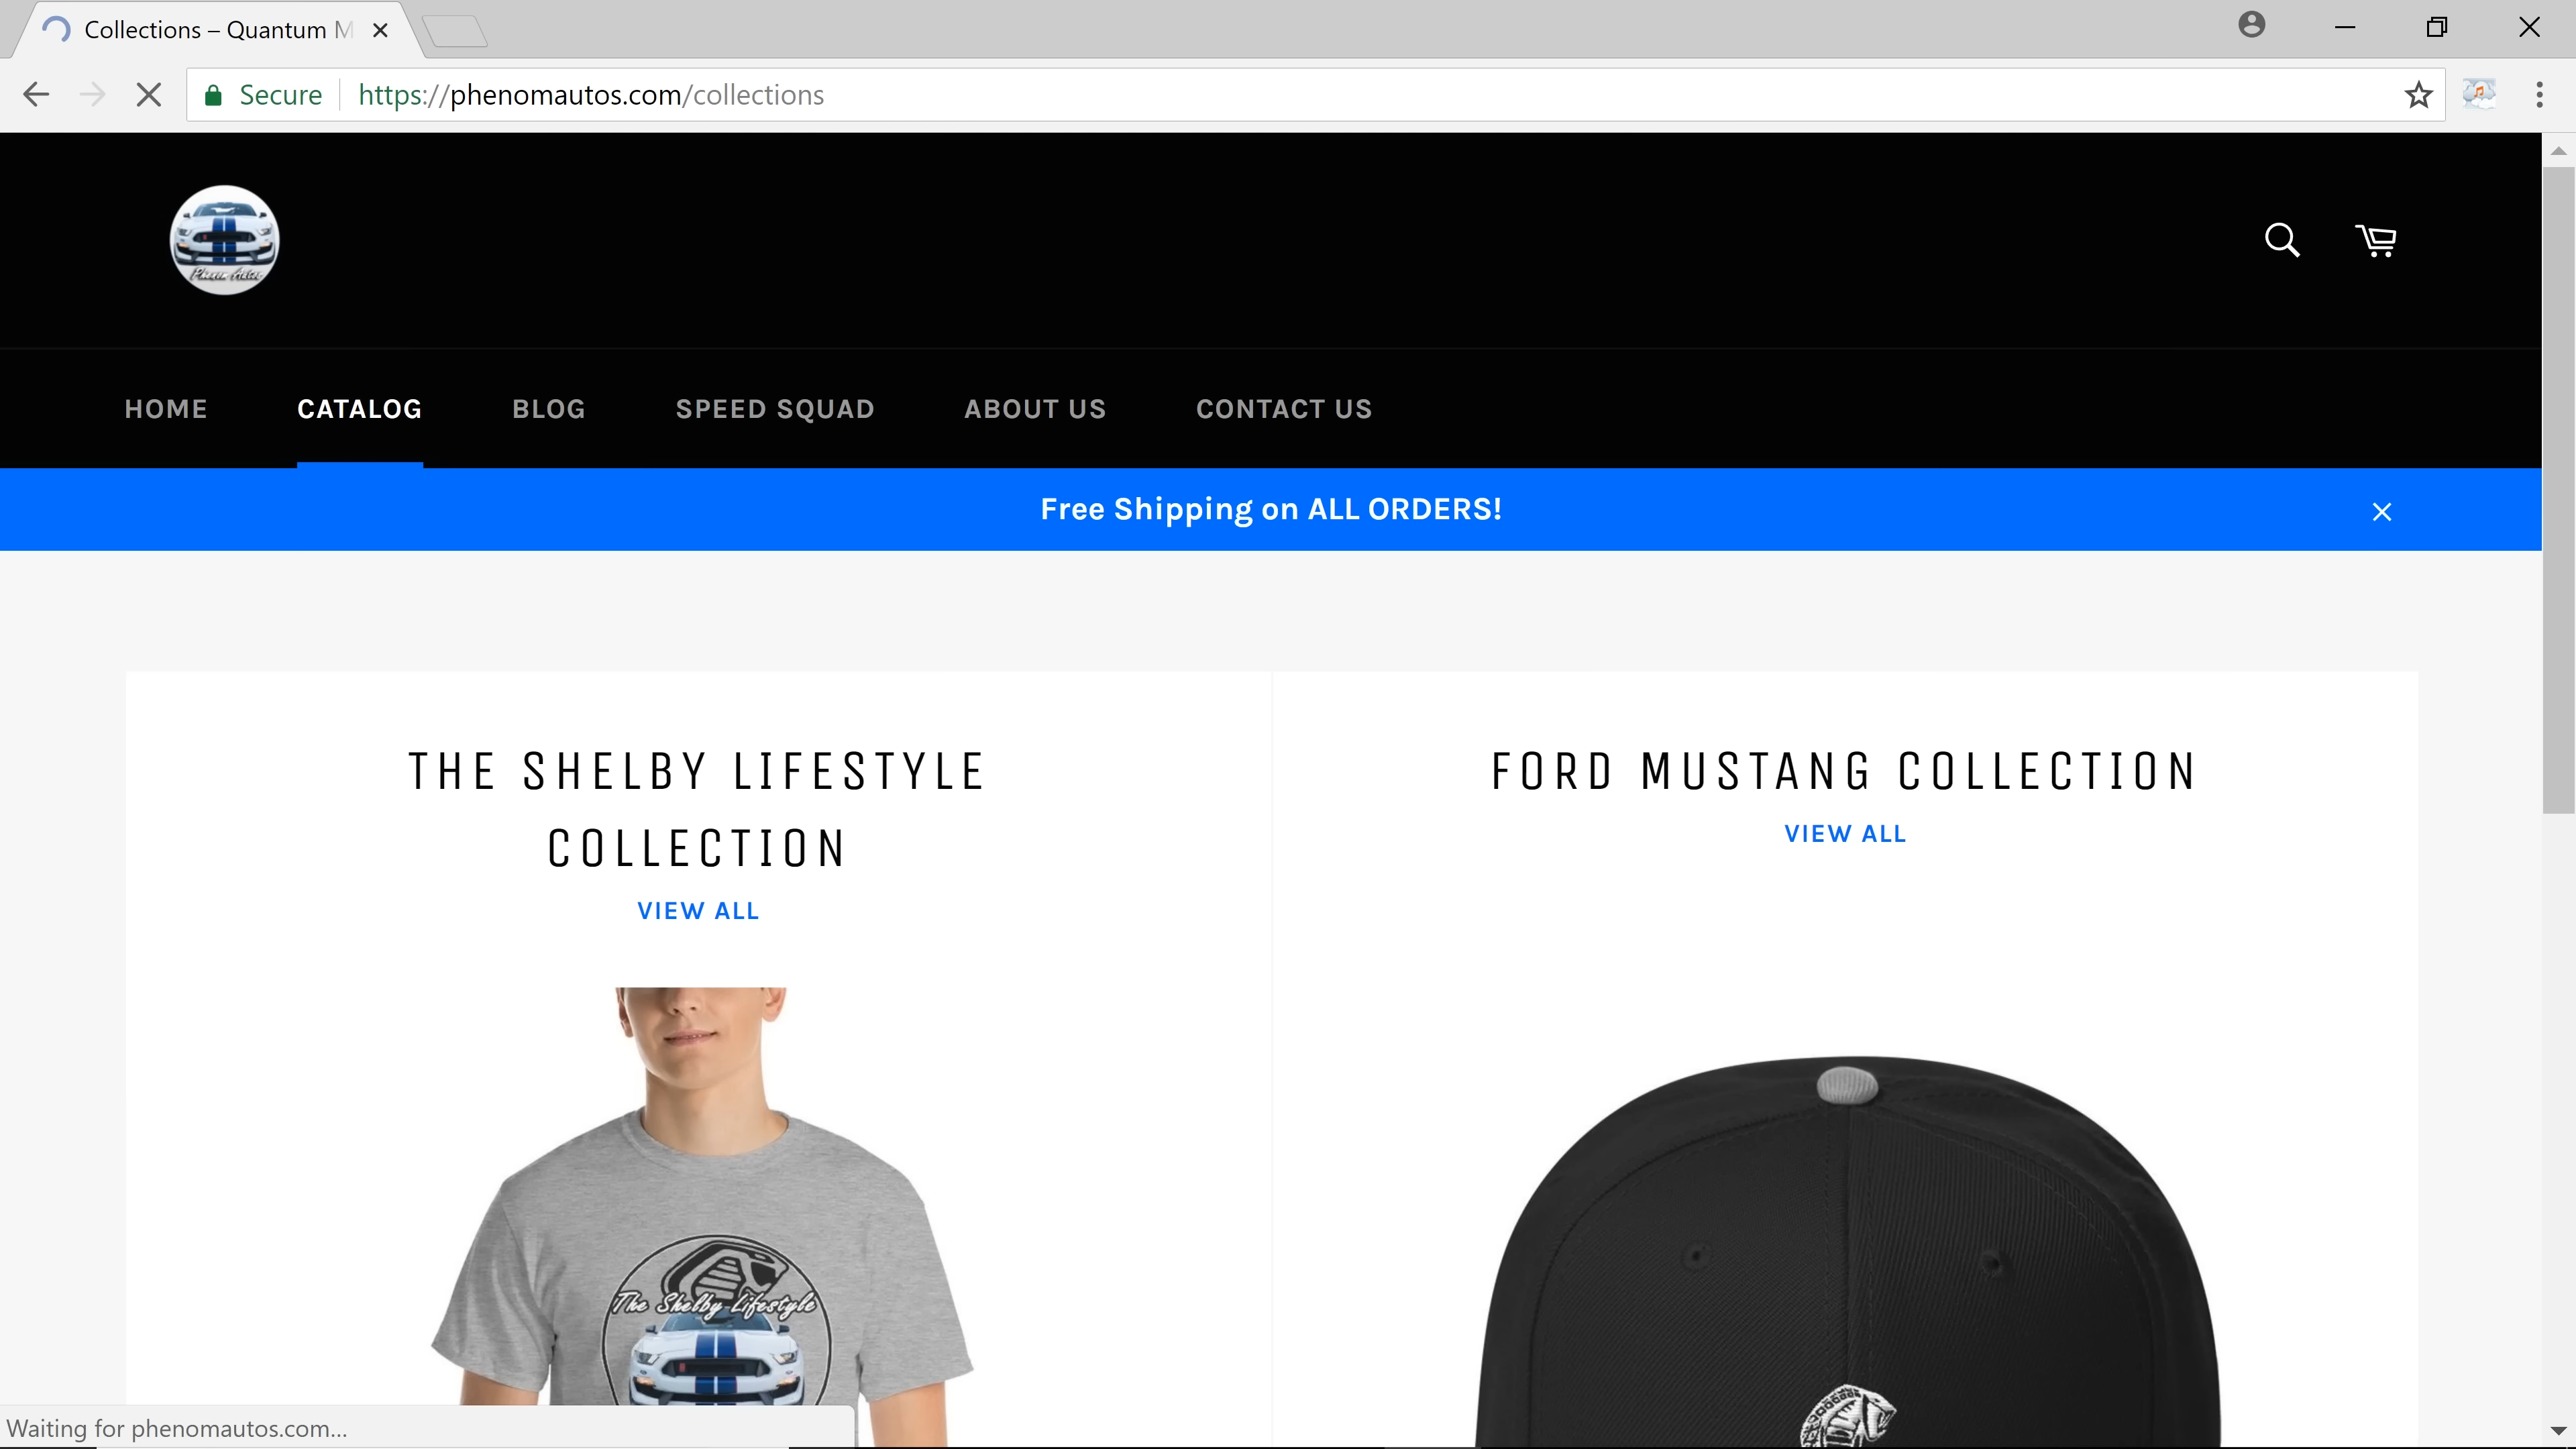 Collections – Quantum M
Secure
https://phenomautos.com/collections
Phenom Autos
HOME
CATALOG
BLOG
SPEED SQUAD
ABOUT US
CONTACT US
Free Shipping on ALL ORDERS!
THE SHELBY LIFESTYLE
COLLECTION
VIEW ALL
FORD MUSTANG COLLECTION
VIEW ALL
The Shelby Lifestyle
Waiting for phenomautos.com...